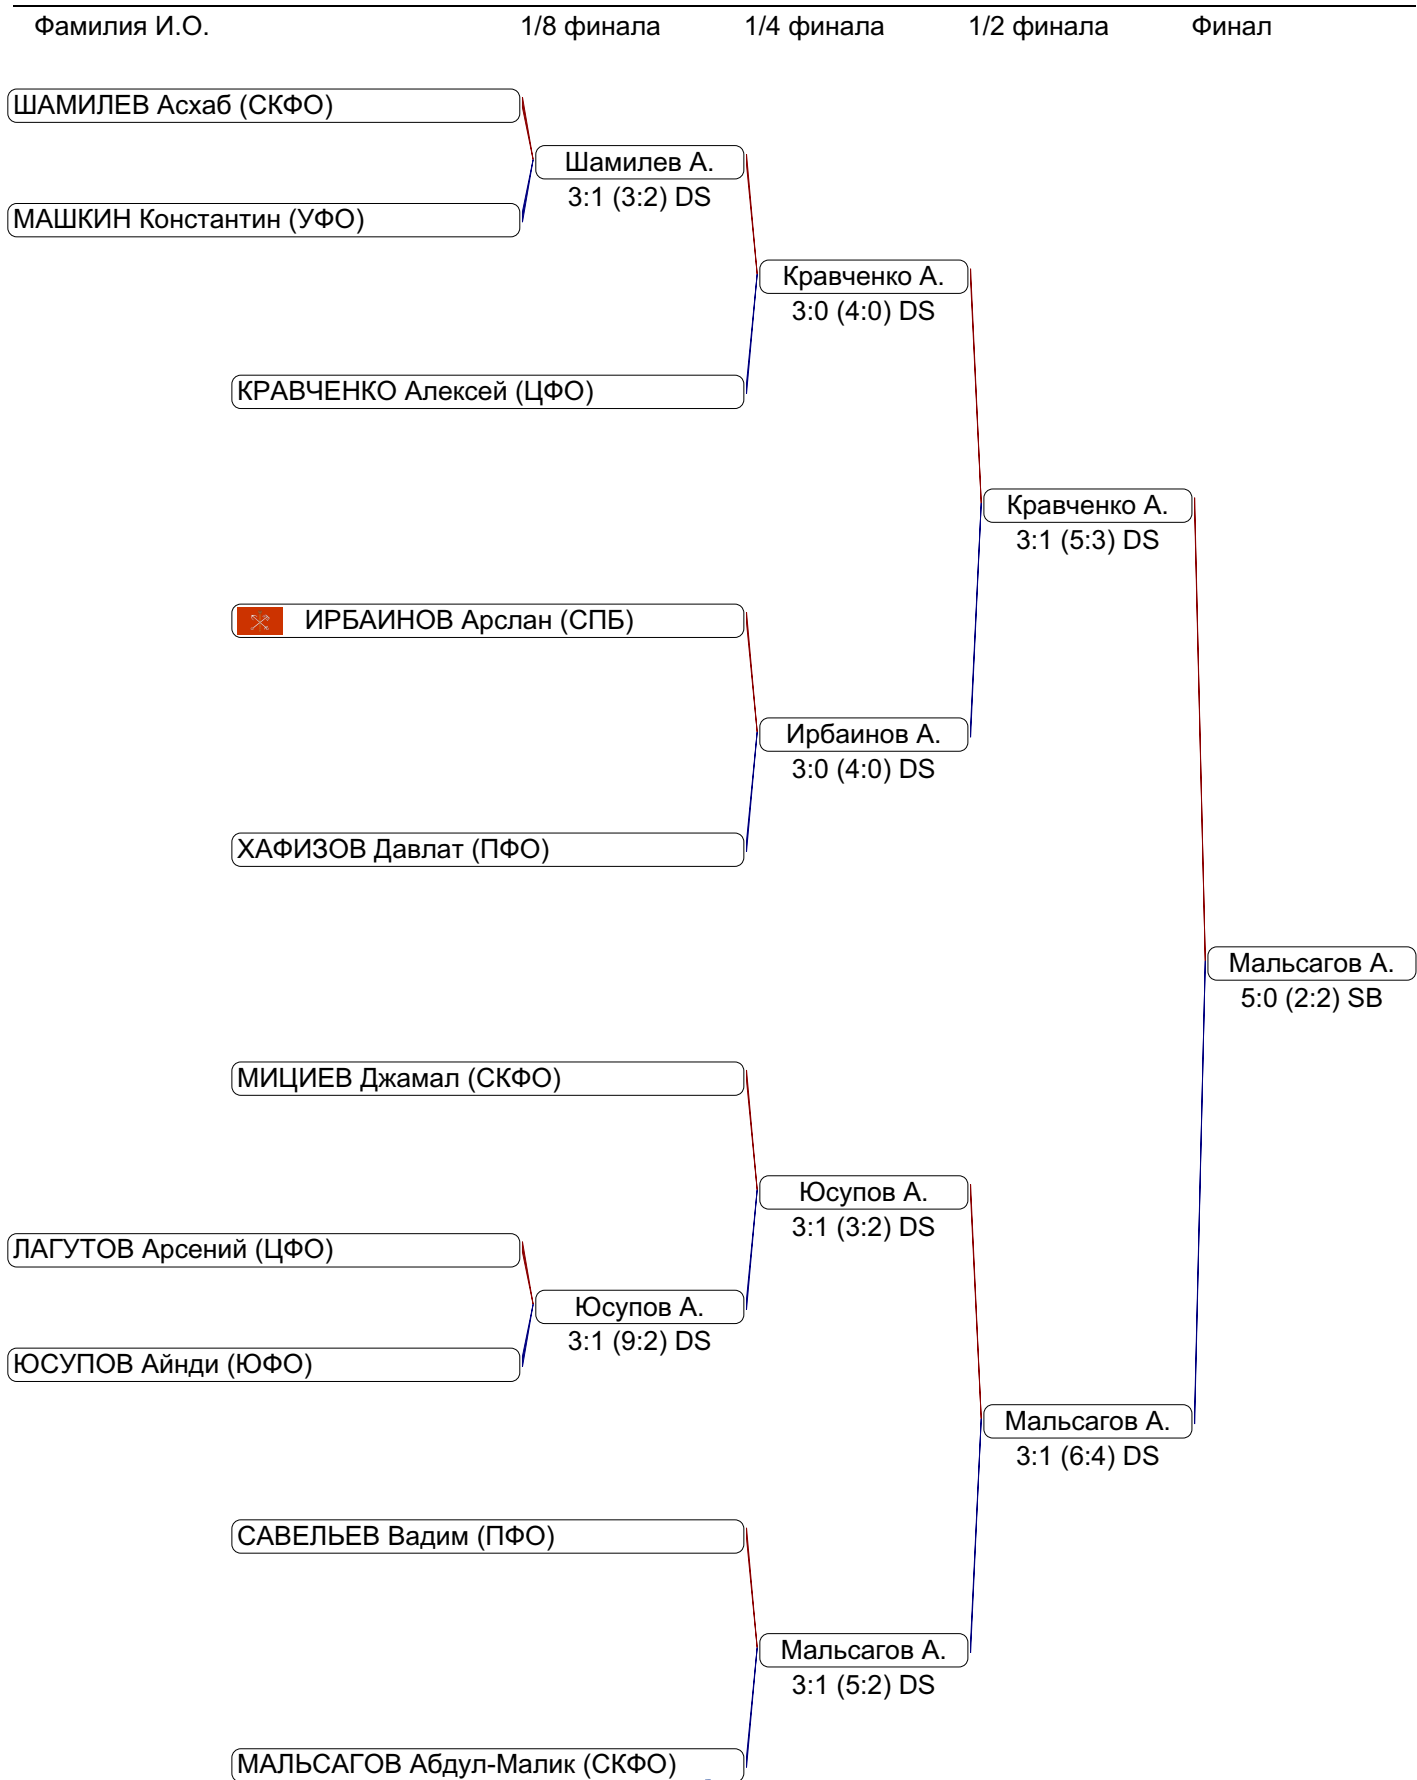 Фамилия И.О. 1/8 финала 1/4 финала 1/2 финала Финал
ШАМИЛЕВ Асхаб (СКФО)
Шамилев А.
3:1 (3:2) DS
МАШКИН Константин (УФО)
Кравченко А.
3:0 (4:0) DS
КРАВЧЕНКО Алексей (ЦФО)
Кравченко А.
3:1 (5:3) DS
ИРБАИНОВ Арслан (СПБ)
Ирбаинов А.
3:0 (4:0) DS
ХАФИЗОВ Давлат (ПФО)
Мальсагов А.
5:0 (2:2) SB
МИЦИЕВ Джамал (СКФО)
Юсупов А.
3:1 (3:2) DS
ЛАГУТОВ Арсений (ЦФО)
Юсупов А.
3:1 (9:2) DS
ЮСУПОВ Айнди (ЮФО)
Мальсагов А.
3:1 (6:4) DS
САВЕЛЬЕВ Вадим (ПФО)
Мальсагов А.
3:1 (5:2) DS
МАЛЬСАГОВ Абдул-Малик (СКФО)